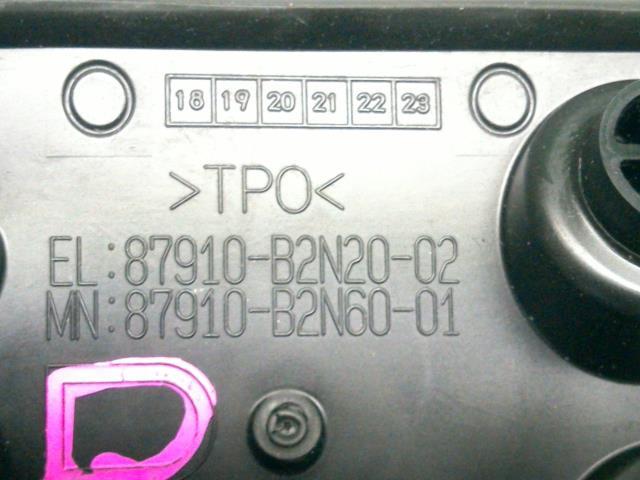 18 19 20 21 22 23
>TPO<
EL:87910-B2N20-02
MN:87910-B2N60-01
D